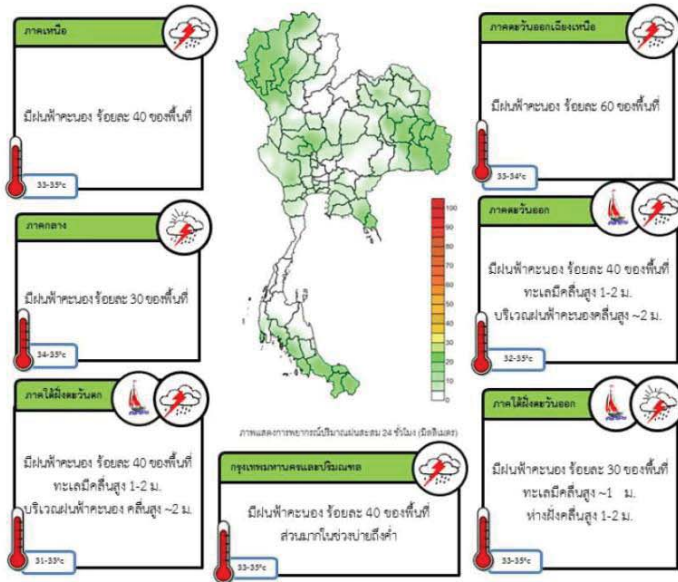 ภาคเหนือ
มีฝนฟ้าคะนอง ร้อยละ 40 ของพื้นที่
33-35°c
ภาคตะวันออกเฉียงเหนือ
มีฝนฟ้าคะนอง ร้อยละ 60 ของพื้นที่
33-34°c
ภาคกลาง
มีฝนฟ้าคะนอง ร้อยละ 30 ของพื้นที่
34-35°c
ภาคตะวันออก
มีฝนฟ้าคะนอง ร้อยละ 40 ของพื้นที่
ทะเลมีคลื่นสูง 1-2 ม.
บริเวณฝนฟ้าคะนองคลื่นสูง ~2 ม.
32-35°c
100
90
80
70
60
50
40
30
20
10
0
ภาพแสดงการพยากรณ์ปริมาณฝนสะสม 24 ชั่วโมง (มิลลิเมตร)
ภาคใต้ฝั่งตะวันตก
มีฝนฟ้าคะนอง ร้อยละ 40 ของพื้นที่
ทะเลมีคลื่นสูง 1-2 ม.
บริเวณฝนฟ้าคะนอง คลื่นสูง ~2 ม.
31-33°c
กรุงเทพมหานครและปริมณฑล
มีฝนฟ้าคะนอง ร้อยละ 40 ของพื้นที่
ส่วนมากในช่วงบ่ายถึงค่ำ
33-35°c
ภาคใต้ฝั่งตะวันออก
มีฝนฟ้าคะนอง ร้อยละ 30 ของพื้นที่
ทะเลมีคลื่นสูง ~1 ม.
ห่างฝั่งคลื่นสูง 1-2 ม.
33-35°c